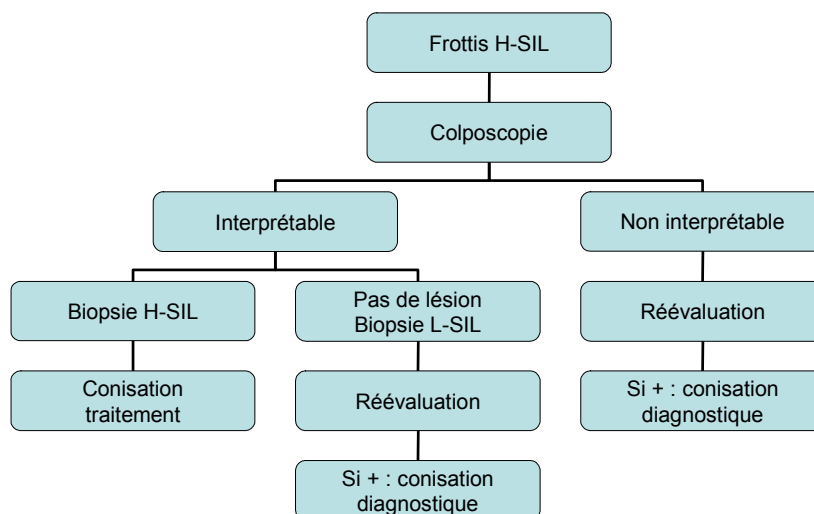 Frottis H-SIL
Colposcopie
Interprétable
Non interprétable
Biopsie H-SIL
Pas de lésion
Biopsie L-SIL
Réévaluation
Conisation
traitement
Réévaluation
Si + : conisation
diagnostique
Si + : conisation
diagnostique